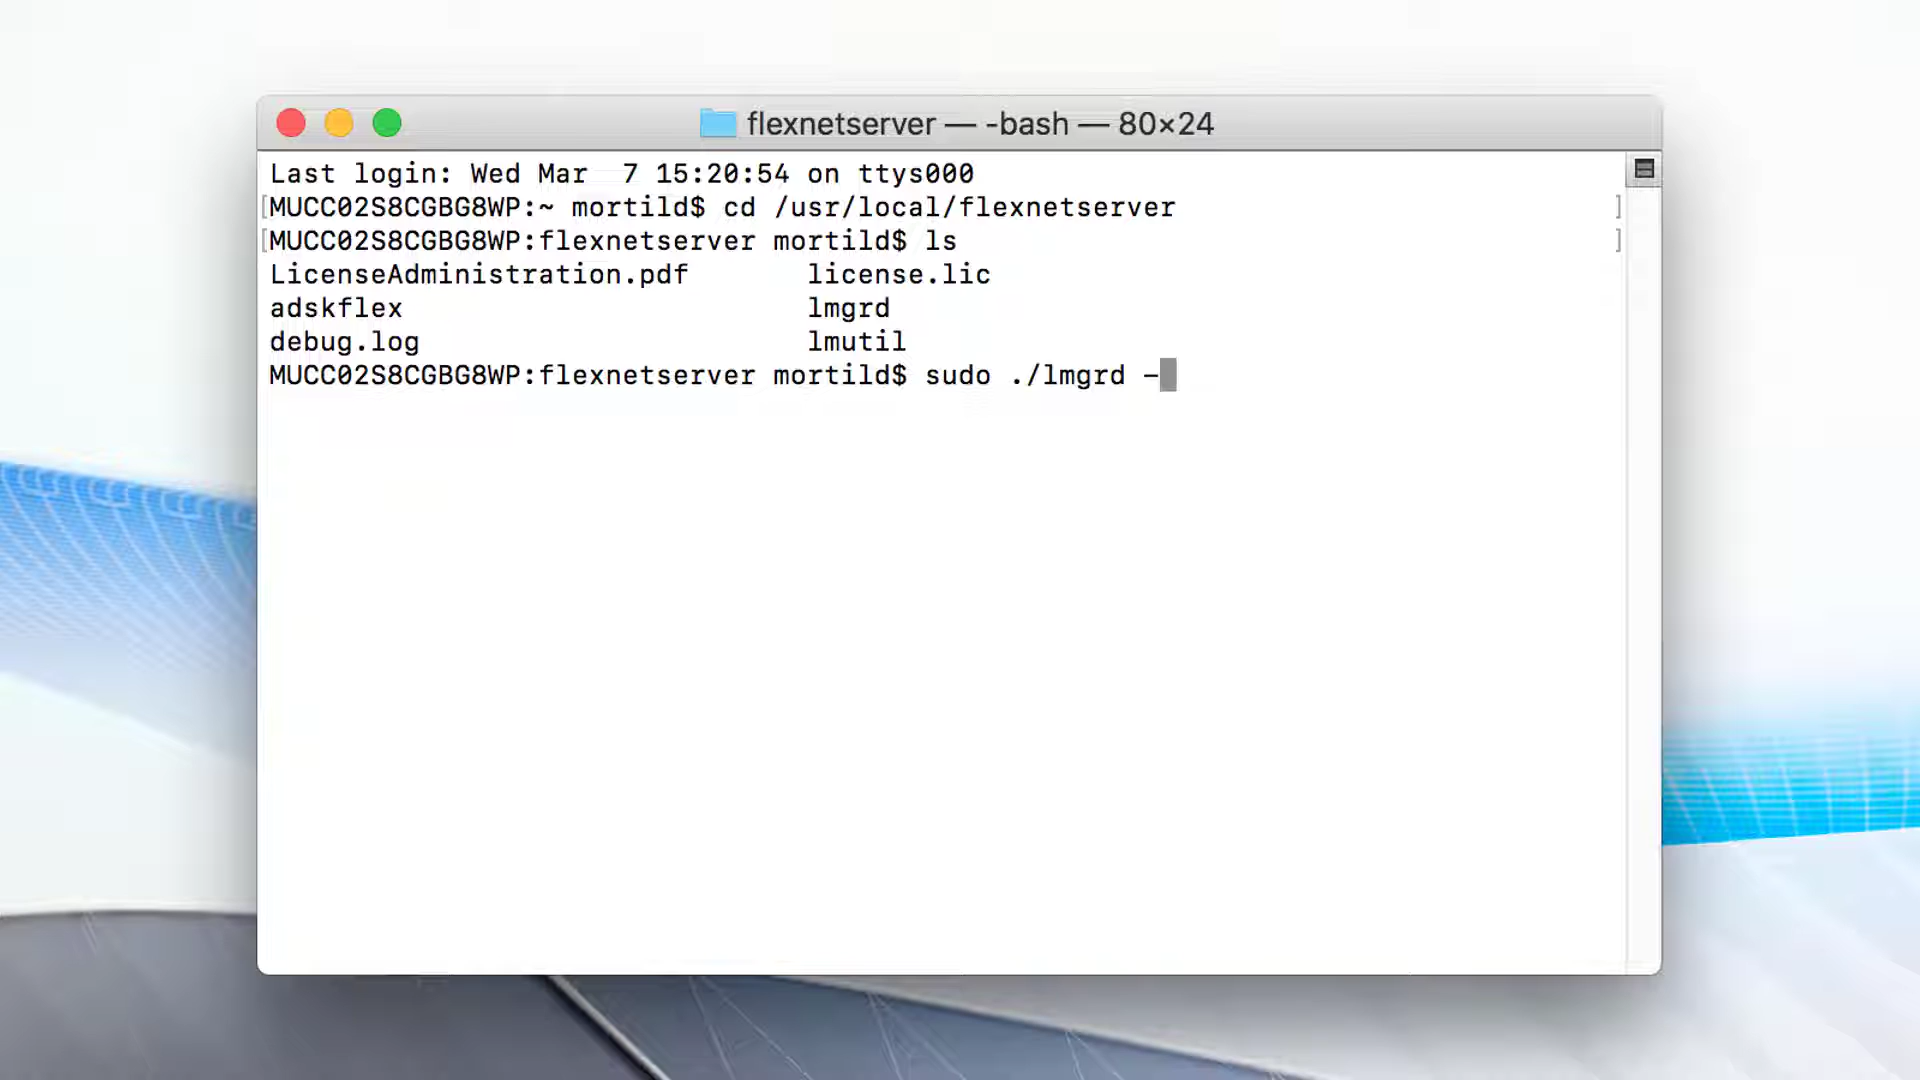 flexnetserver — -bash — 80×24
Last login: Wed Mar  7 15:20:54 on ttys000
[MUCC02S8CGBG8WP:~ mortild$ cd /usr/local/flexnetserver ]
[MUCC02S8CGBG8WP:flexnetserver mortild$ ls ]
LicenseAdministration.pdf       license.lic
adskflex                        lmgrd
debug.log                       lmutil
MUCC02S8CGBG8WP:flexnetserver mortild$ sudo ./lmgrd -